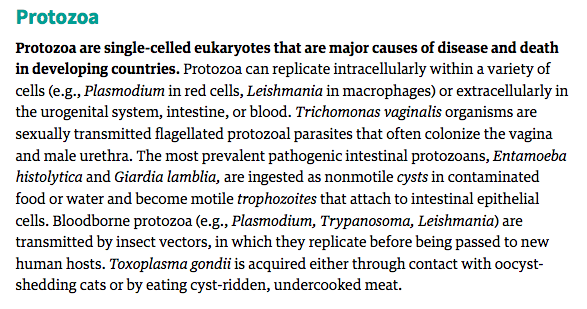 Protozoa
Protozoa are single-celled eukaryotes that are major causes of disease and death
in developing countries. Protozoa can replicate intracellularly within a variety of
cells (e.g., Plasmodium in red cells, Leishmania in macrophages) or extracellularly in
the urogenital system, intestine, or blood. Trichomonas vaginalis organisms are
sexually transmitted flagellated protozoal parasites that often colonize the vagina
and male urethra. The most prevalent pathogenic intestinal protozoans, Entamoeba
histolytica and Giardia lamblia, are ingested as nonmotile cysts in contaminated
food or water and become motile trophozoites that attach to intestinal epithelial
cells. Bloodborne protozoa (e.g., Plasmodium, Trypanosoma, Leishmania) are
transmitted by insect vectors, in which they replicate before being passed to new
human hosts. Toxoplasma gondii is acquired either through contact with oocyst-
shedding cats or by eating cyst-ridden, undercooked meat.